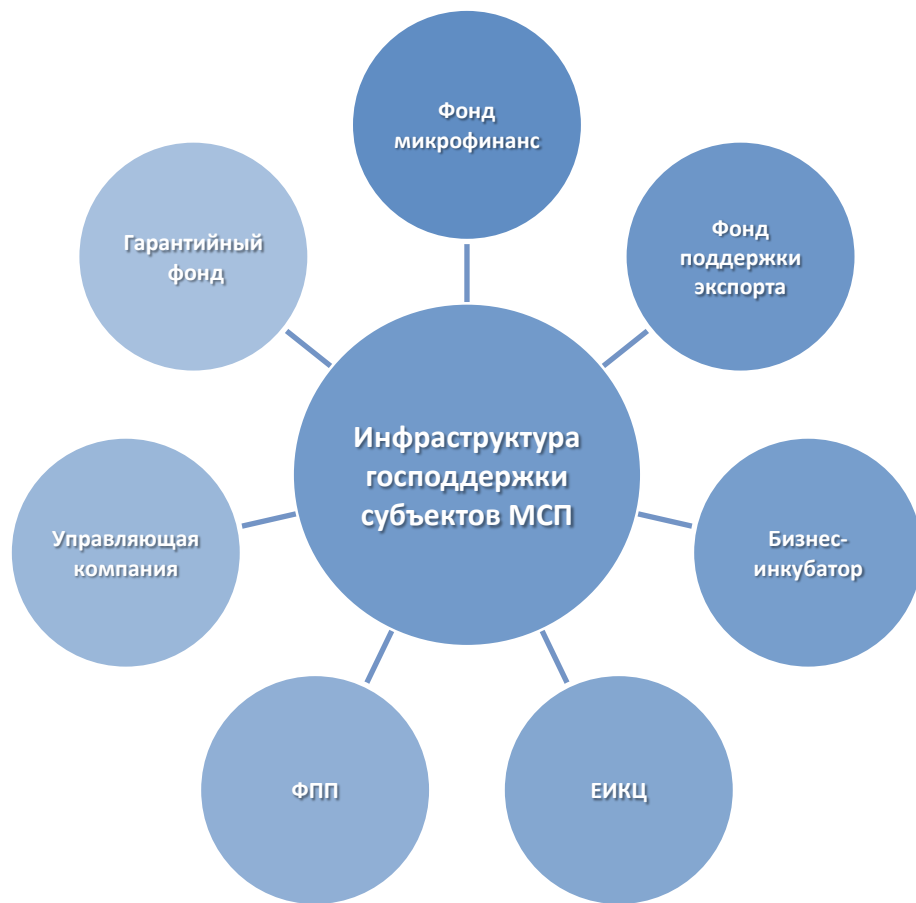 Фонд
микрофинанс
Фонд
поддержки
экспорта
Гарантийный
фонд
Инфраструктура
господдержки
субъектов МСП
Управляющая
компания
Бизнес-
инкубатор
ФПП
ЕИКЦ